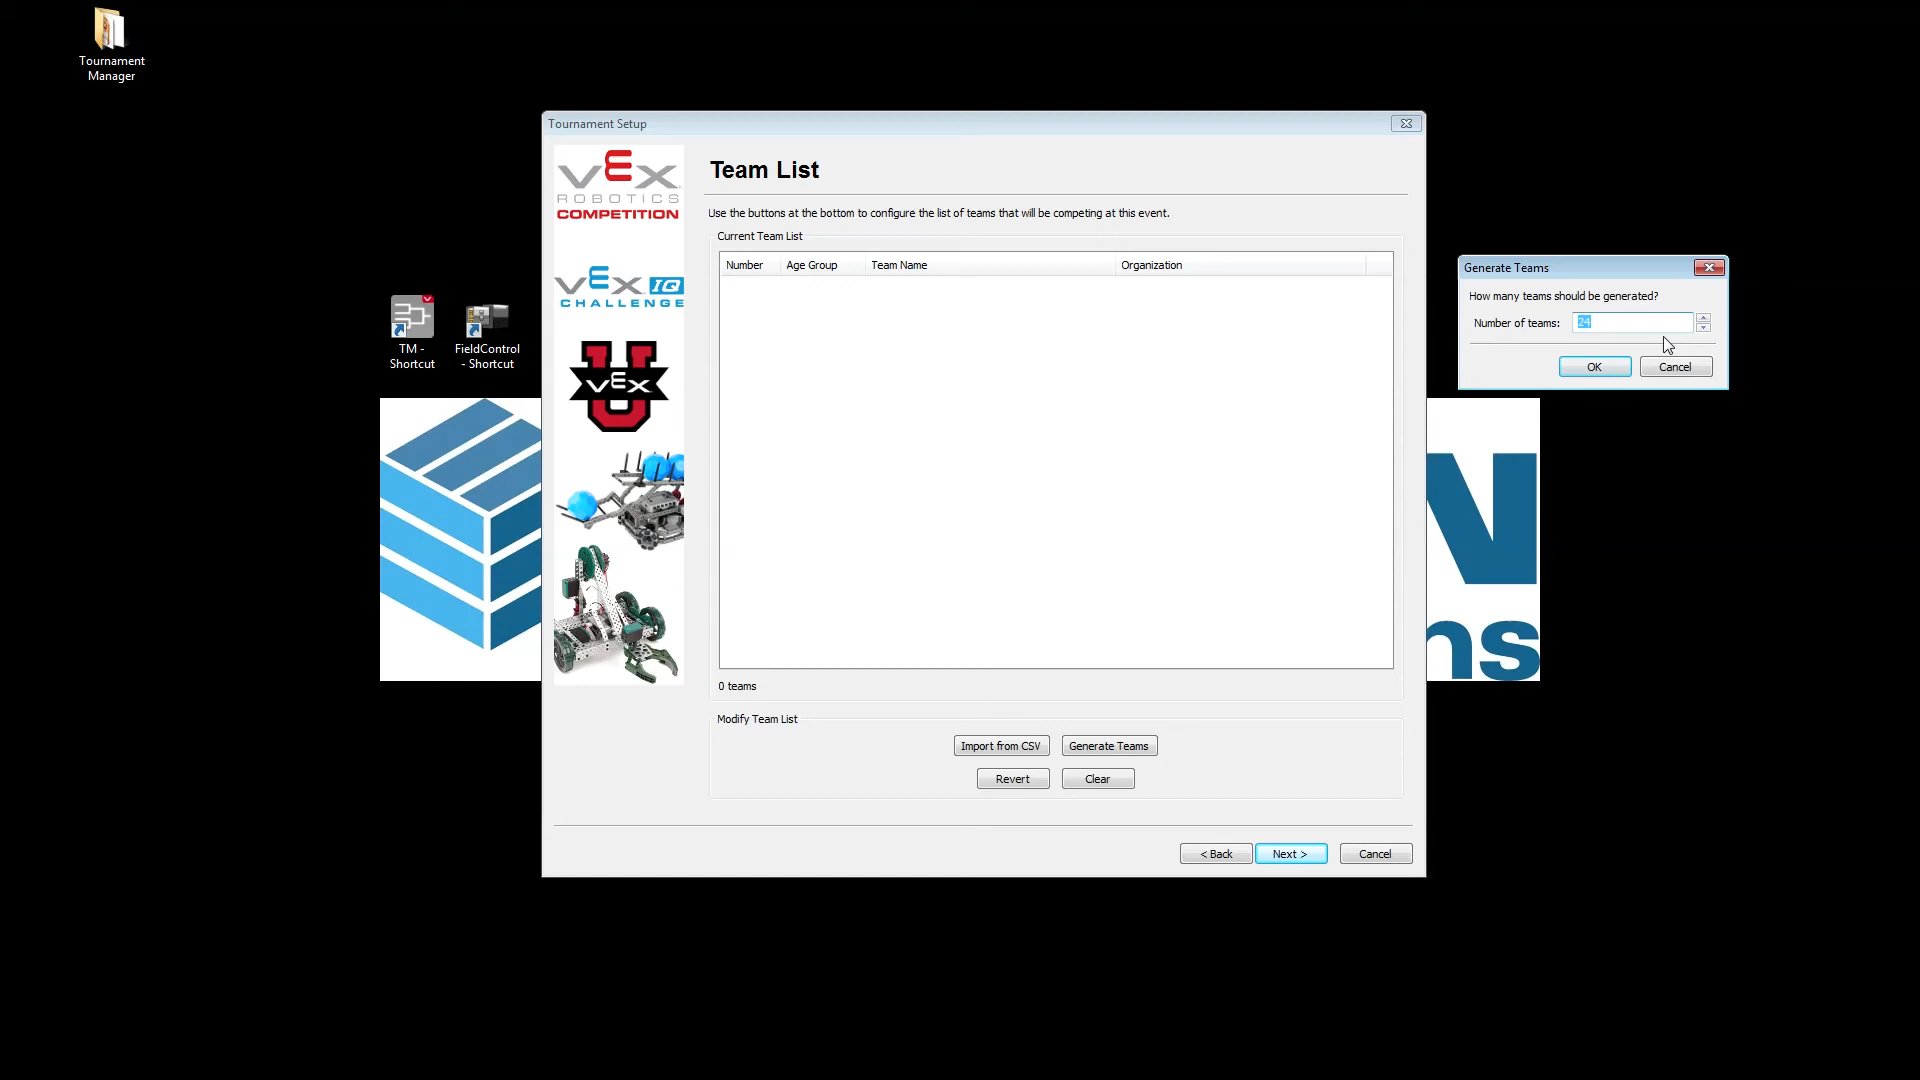 Tournament
Manager
Tournament Setup
VEX
ROBOTICS
COMPETITION
Team List
Use the buttons at the bottom to configure the list of teams that will be competing at this event.
Current Team List
Number Age Group Team Name Organization
VEX IQ
CHALLENGE
Generate Teams
How many teams should be generated?
Number of teams: 24
OK Cancel
TM -
Shortcut
FieldControl
- Shortcut
VEX
U
N
ns
0 teams
Modify Team List
Import from CSV Generate Teams
Revert Clear
< Back Next > Cancel